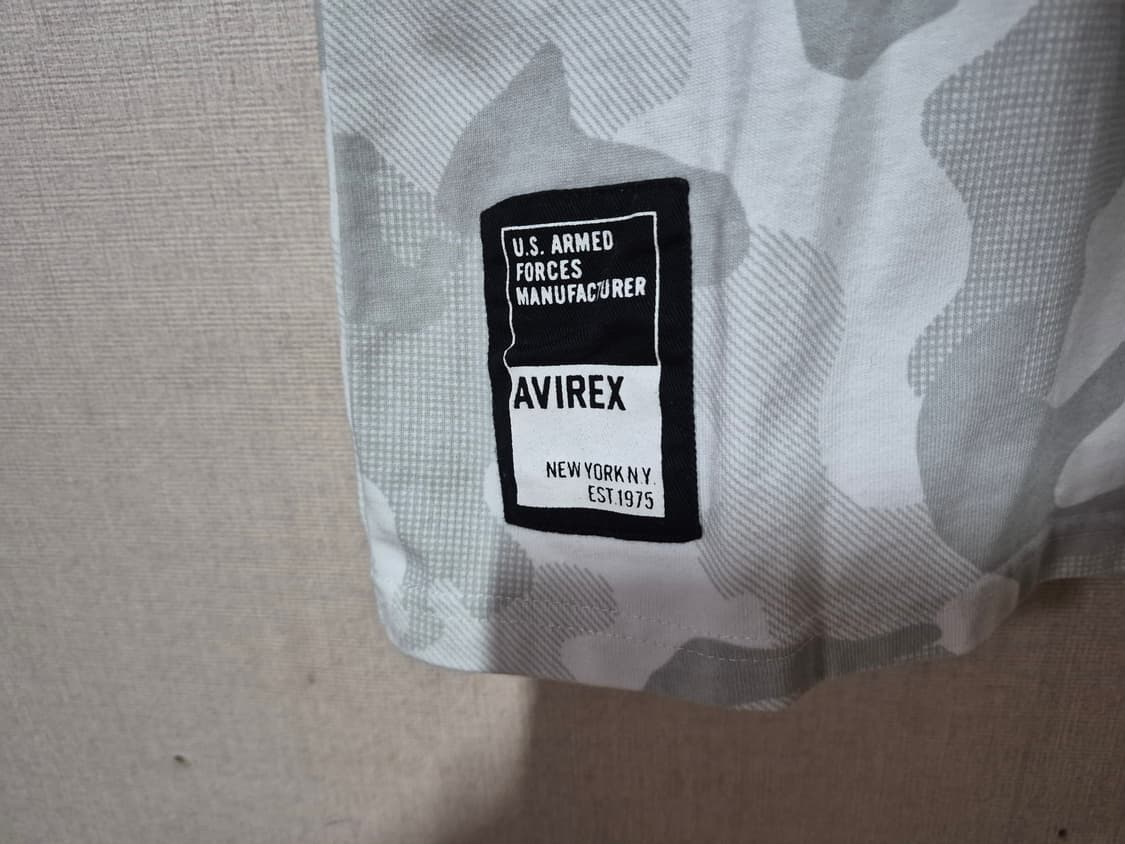 U.S. ARMED
FORCES
MANUFACTURER
AVIREX
NEW YORK N.Y.
EST.1975